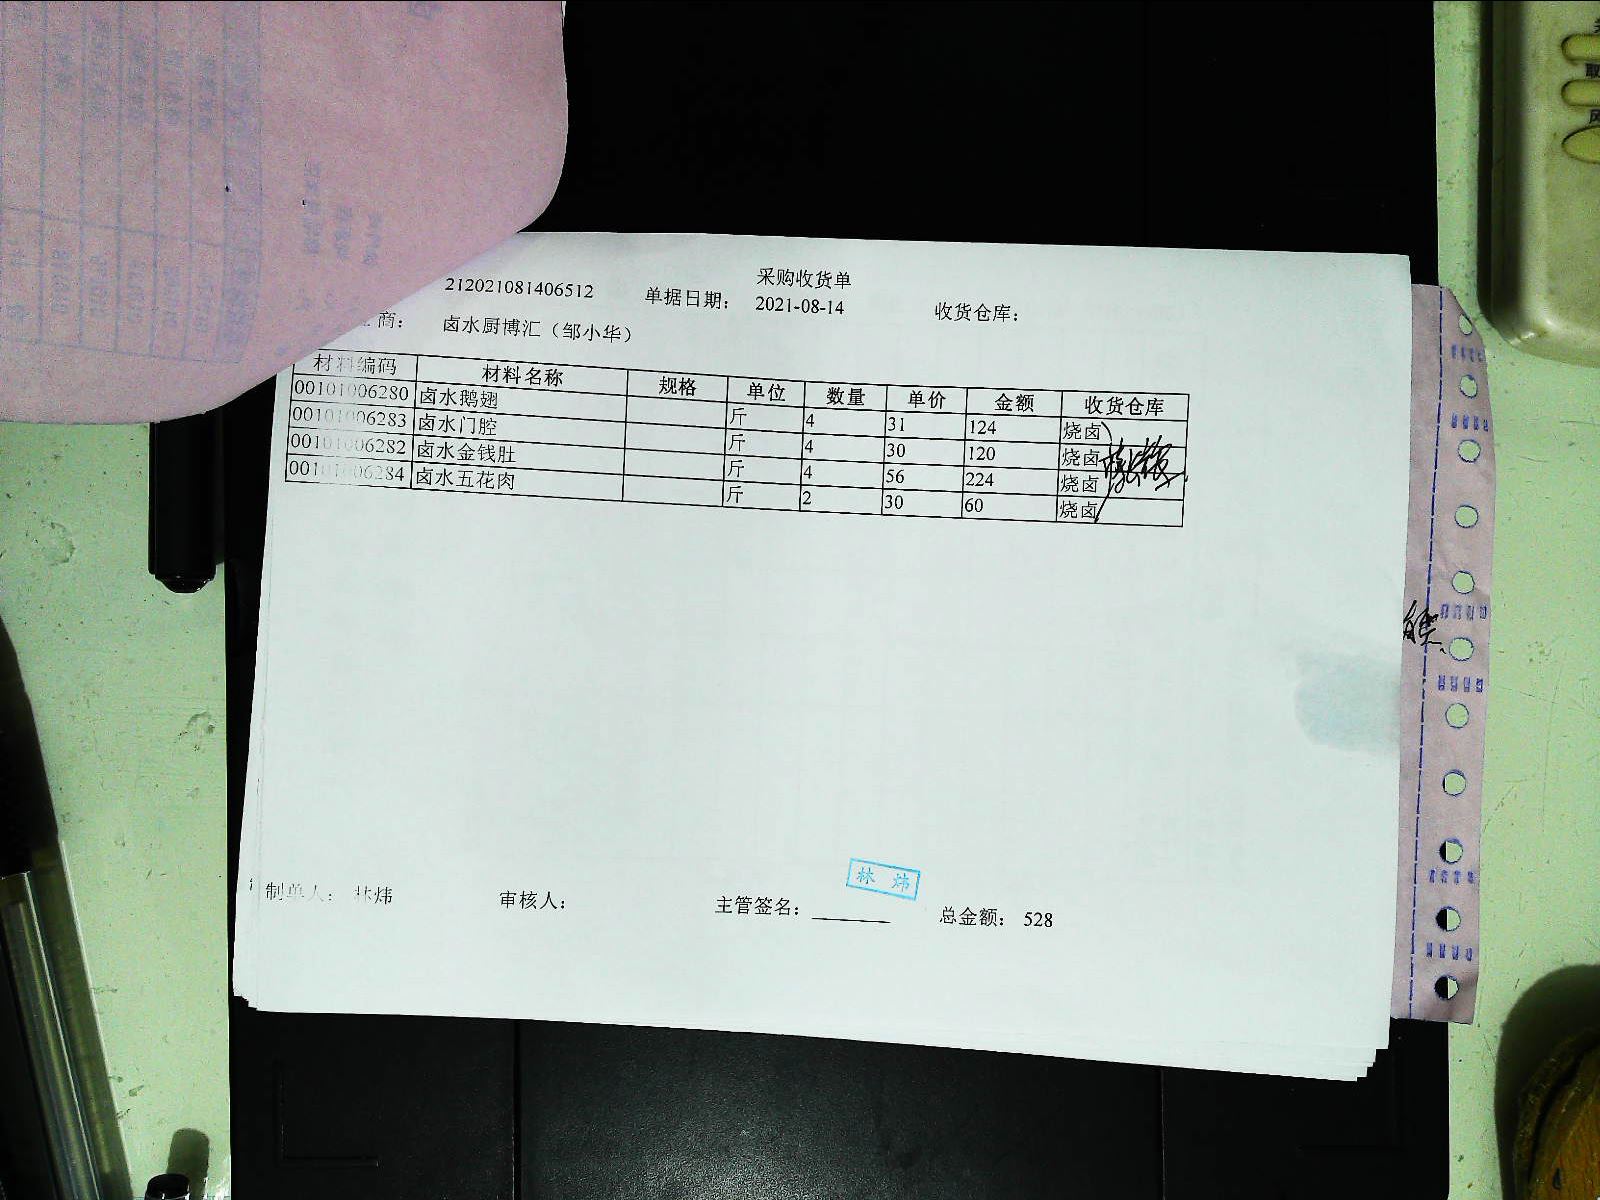 采购收货单
212021081406512 单据日期： 2021-08-14 收货仓库：
商： 卤水厨博汇（邹小华）
材料编码 材料名称 规格 单位 数量 单价 金额 收货仓库
00101006280 卤水鹅翅 斤 4 31 124 烧卤
00101006283 卤水门腔 斤 4 30 120 烧卤
00101006282 卤水金钱肚 斤 4 56 224 烧卤
00101006284 卤水五花肉 斤 2 30 60 烧卤
林 炜
制单人： 林炜 审核人： 主管签名： 总金额： 528